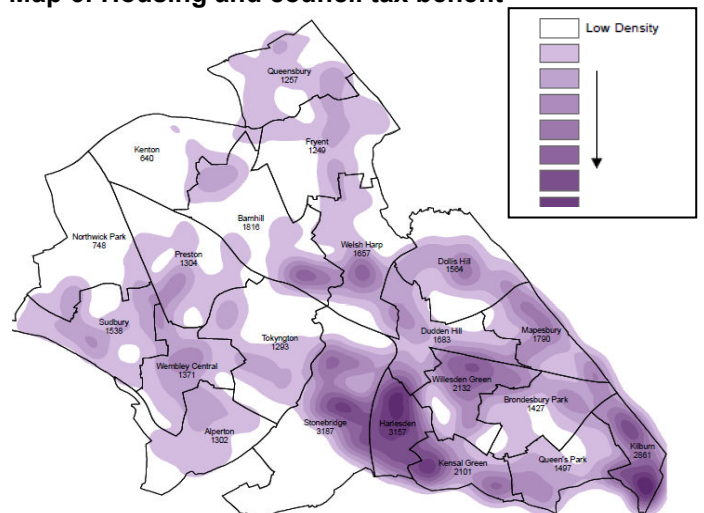 Map 6: Housing and council tax benefit
Low Density
Queensbury
1257
Kenton
640
Fryent
1249
Barnhill
1816
Northwick Park
748
Preston
1304
Welsh Harp
1657
Dollis Hill
1564
Sudbury
1538
Tokyngton
1293
Dudden Hill
1683
Mapesbury
1790
Wembley Central
1371
Willesden Green
2132
Brondesbury Park
1427
Alperton
1302
Stonebridge
3187
Harlesden
3157
Kilburn
2861
Kensal Green
2101
Queen's Park
1497